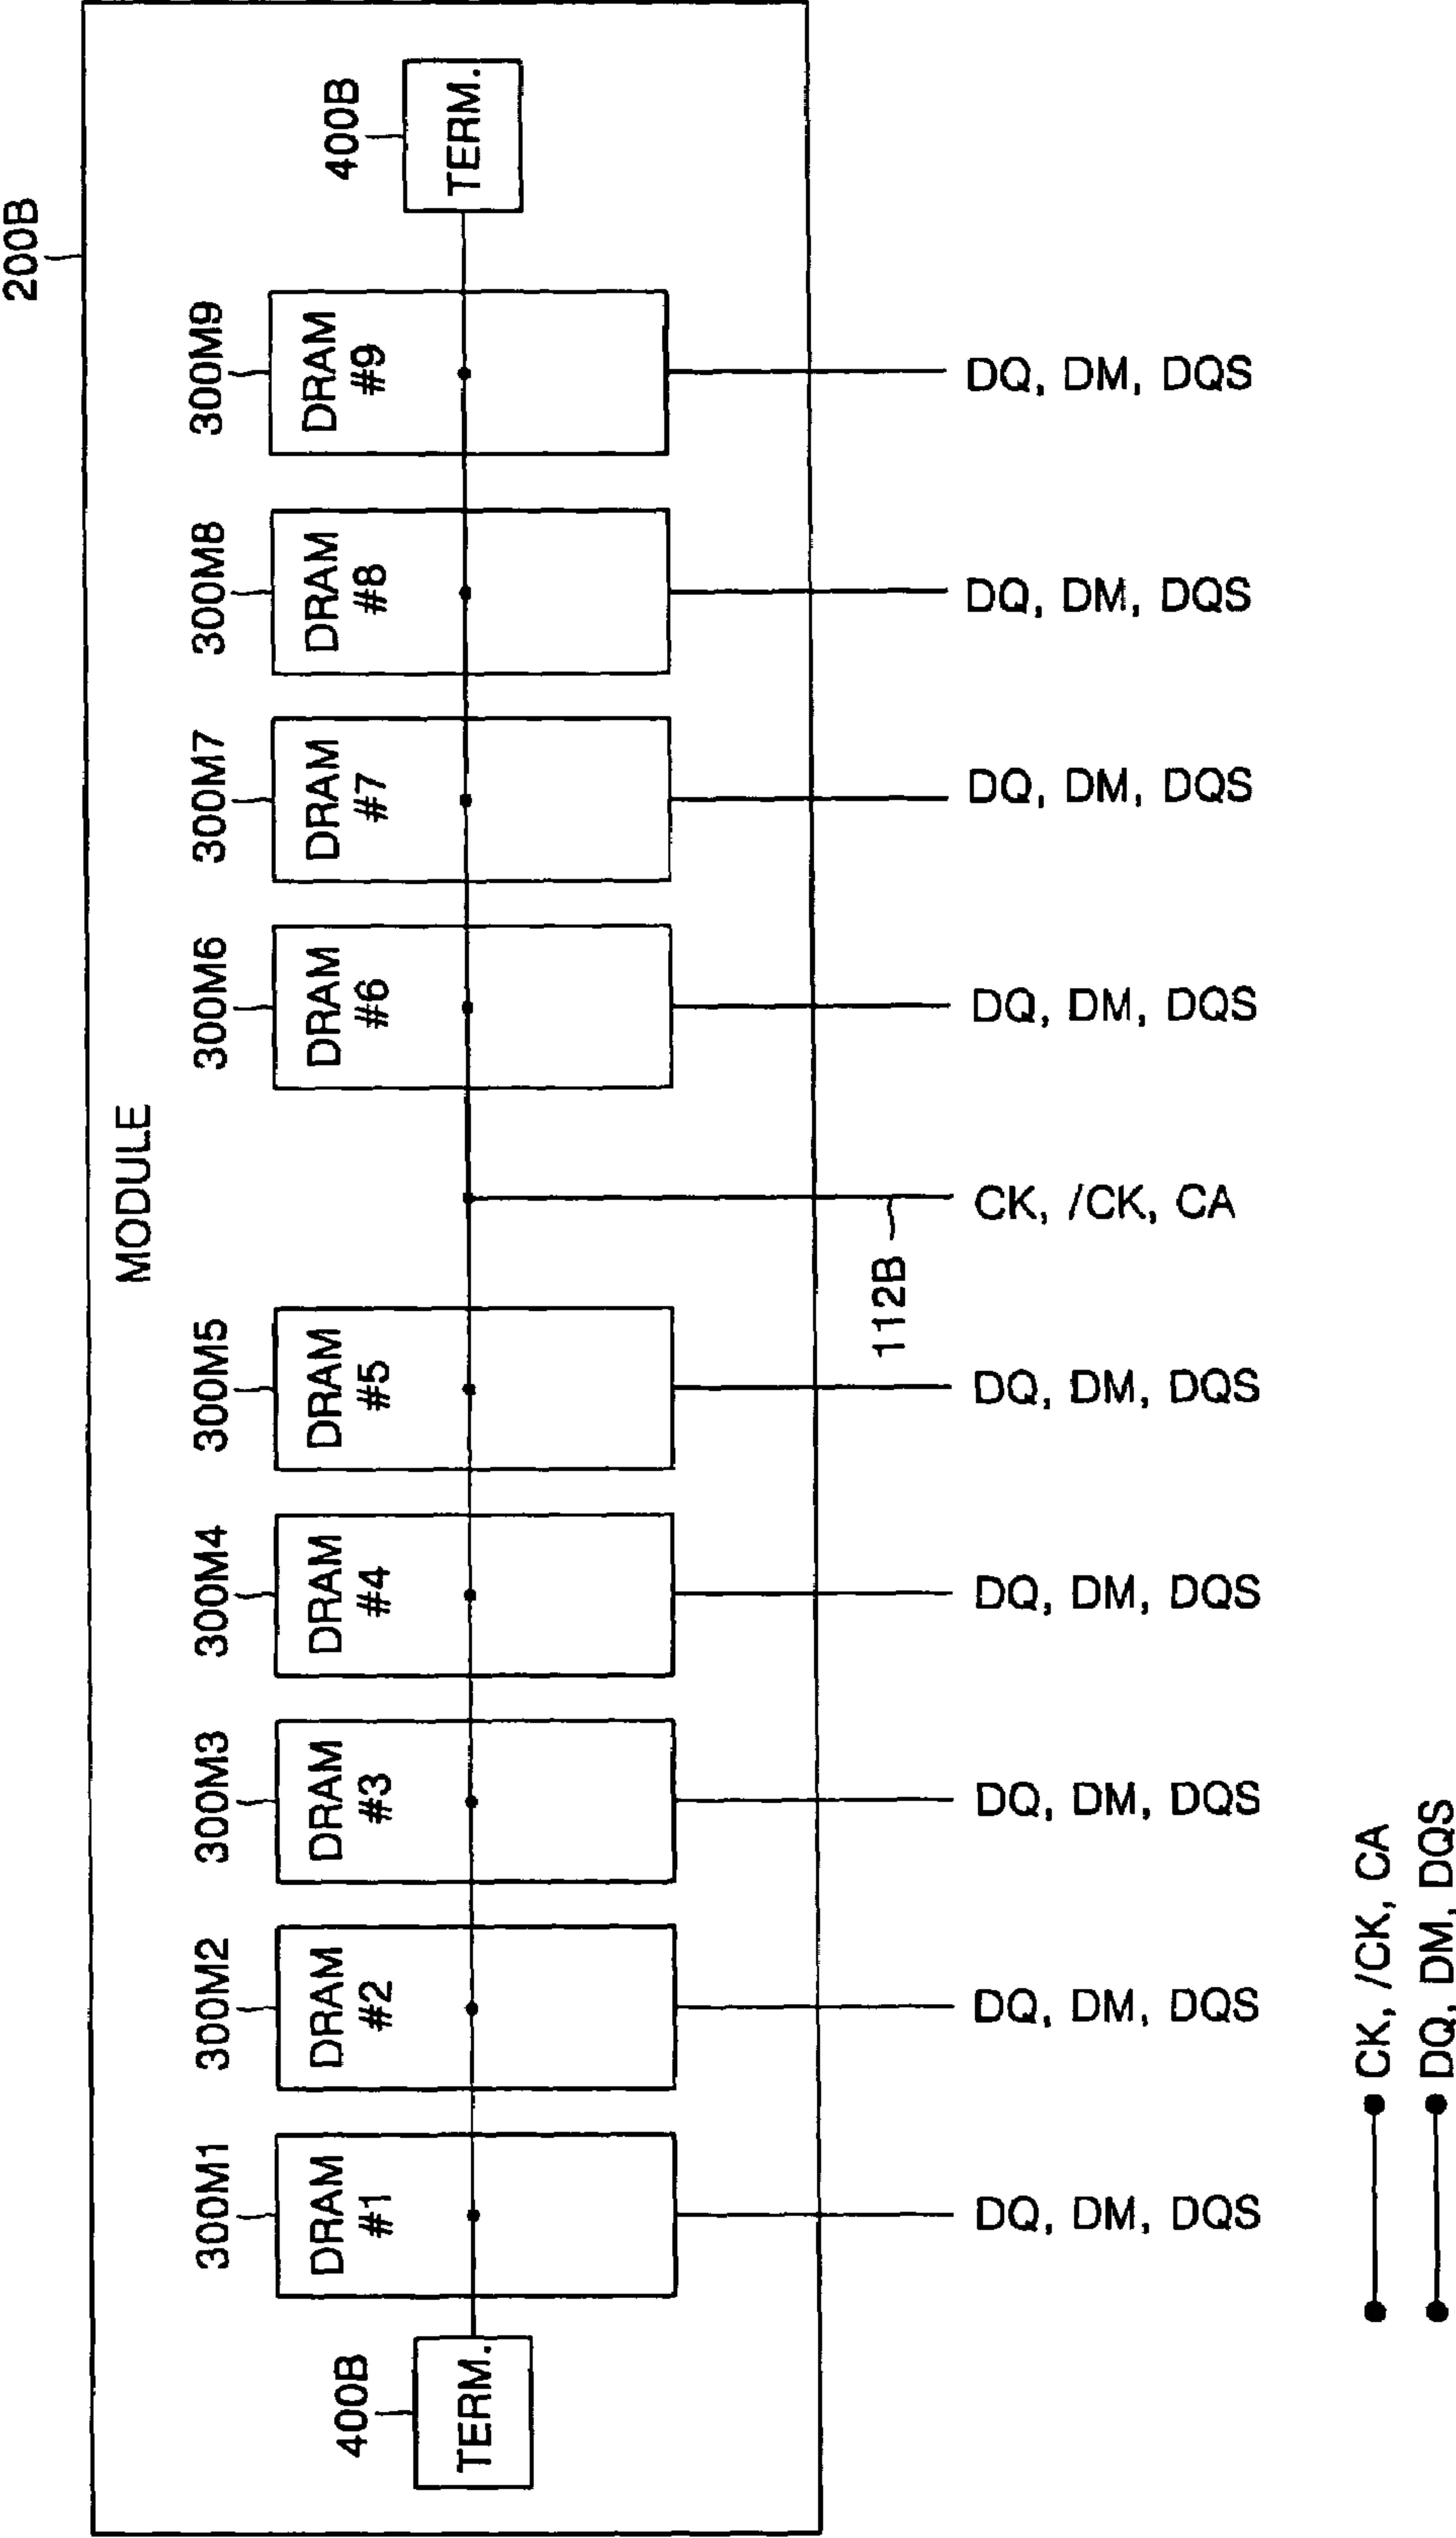 200B
MODULE
400B
TERM.
300M9
DRAM
#9
DQ, DM, DQS
300M8
DRAM
#8
DQ, DM, DQS
300M7
DRAM
#7
DQ, DM, DQS
300M6
DRAM
#6
DQ, DM, DQS
CK, /CK, CA
112B
300M5
DRAM
#5
DQ, DM, DQS
300M4
DRAM
#4
DQ, DM, DQS
300M3
DRAM
#3
DQ, DM, DQS
300M2
DRAM
#2
DQ, DM, DQS
300M1
DRAM
#1
DQ, DM, DQS
400B
TERM.
CK, /CK, CA
DQ, DM, DQS